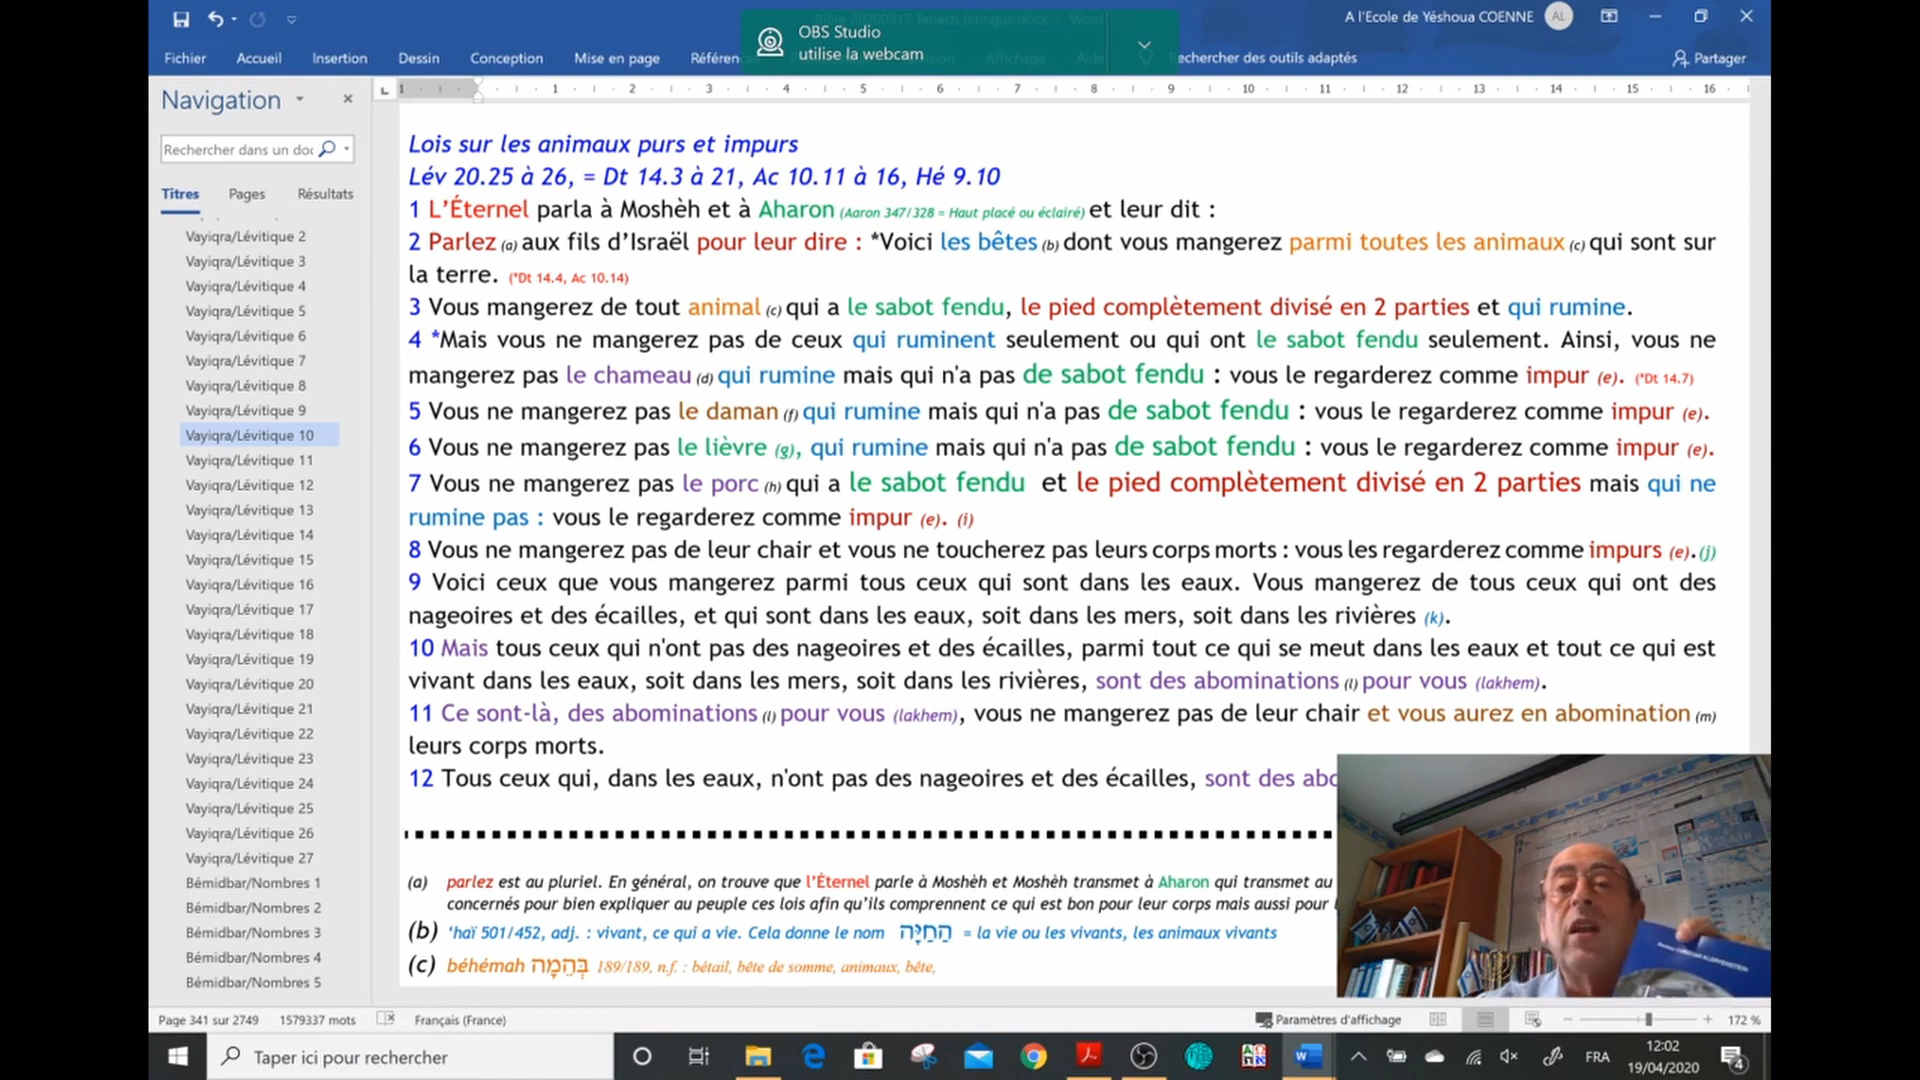 A l'Ecole de Yéshoua COENNE AL
OBS Studio
utilise la webcam
Fichier Accueil Insertion Dessin Conception Mise en page Référen Rechercher des outils adaptés Partager
Navigation
1 1 2 3 4 5 6 7 8 9 10 11 12 13 14 15 16
Rechercher dans un doc
Titres Pages Résultats
Vayiqra/Lévitique 2
Vayiqra/Lévitique 3
Vayiqra/Lévitique 4
Vayiqra/Lévitique 5
Vayiqra/Lévitique 6
Vayiqra/Lévitique 7
Vayiqra/Lévitique 8
Vayiqra/Lévitique 9
Vayiqra/Lévitique 10
Vayiqra/Lévitique 11
Vayiqra/Lévitique 12
Vayiqra/Lévitique 13
Vayiqra/Lévitique 14
Vayiqra/Lévitique 15
Vayiqra/Lévitique 16
Vayiqra/Lévitique 17
Vayiqra/Lévitique 18
Vayiqra/Lévitique 19
Vayiqra/Lévitique 20
Vayiqra/Lévitique 21
Vayiqra/Lévitique 22
Vayiqra/Lévitique 23
Vayiqra/Lévitique 24
Vayiqra/Lévitique 25
Vayiqra/Lévitique 26
Vayiqra/Lévitique 27
Bémidbar/Nombres 1
Bémidbar/Nombres 2
Bémidbar/Nombres 3
Bémidbar/Nombres 4
Bémidbar/Nombres 5
Lois sur les animaux purs et impurs
Lév 20.25 à 26, = Dt 14.3 à 21, Ac 10.11 à 16, Hé 9.10
1 L’Éternel parla à Moshèh et à Aharon (Aaron 347/328 = Haut placé ou éclairé) et leur dit :
2 Parlez (a) aux fils d’Israël pour leur dire : *Voici les bêtes (b) dont vous mangerez parmi toutes les animaux (c) qui sont sur
la terre. (*Dt 14.4, Ac 10.14)
3 Vous mangerez de tout animal (c) qui a le sabot fendu, le pied complètement divisé en 2 parties et qui rumine.
4 *Mais vous ne mangerez pas de ceux qui ruminent seulement ou qui ont le sabot fendu seulement. Ainsi, vous ne
mangerez pas le chameau (d) qui rumine mais qui n'a pas de sabot fendu : vous le regarderez comme impur (e). (*Dt 14.7)
5 Vous ne mangerez pas le daman (f) qui rumine mais qui n'a pas de sabot fendu : vous le regarderez comme impur (e).
6 Vous ne mangerez pas le lièvre (g), qui rumine mais qui n'a pas de sabot fendu : vous le regarderez comme impur (e).
7 Vous ne mangerez pas le porc (h) qui a le sabot fendu et le pied complètement divisé en 2 parties mais qui ne
rumine pas : vous le regarderez comme impur (e). (i)
8 Vous ne mangerez pas de leur chair et vous ne toucherez pas leurs corps morts : vous les regarderez comme impurs (e).(j)
9 Voici ceux que vous mangerez parmi tous ceux qui sont dans les eaux. Vous mangerez de tous ceux qui ont des
nageoires et des écailles, et qui sont dans les eaux, soit dans les mers, soit dans les rivières (k).
10 Mais tous ceux qui n'ont pas des nageoires et des écailles, parmi tout ce qui se meut dans les eaux et tout ce qui est
vivant dans les eaux, soit dans les mers, soit dans les rivières, sont des abominations (l) pour vous (lakhem).
11 Ce sont-là, des abominations (l) pour vous (lakhem), vous ne mangerez pas de leur chair et vous aurez en abomination (m)
leurs corps morts.
12 Tous ceux qui, dans les eaux, n'ont pas des nageoires et des écailles, sont des abo
(a) parlez est au pluriel. En général, on trouve que l’Éternel parle à Moshèh et Moshèh transmet à Aharon qui transmet au
concernés pour bien expliquer au peuple ces lois afin qu’ils comprennent ce qui est bon pour leur corps mais aussi pour
(b) ‘haï 501/452, adj. : vivant, ce qui a vie. Cela donne le nom הַחַיָּה = la vie ou les vivants, les animaux vivants
(c) béhémah בְּהֵמָה 189/189, n.f. : bétail, bête de somme, animaux, bête,
Page 341 sur 2749 1579337 mots Français (France) Paramètres d'affichage 172 %
Taper ici pour rechercher FRA 12:02
19/04/2020 4